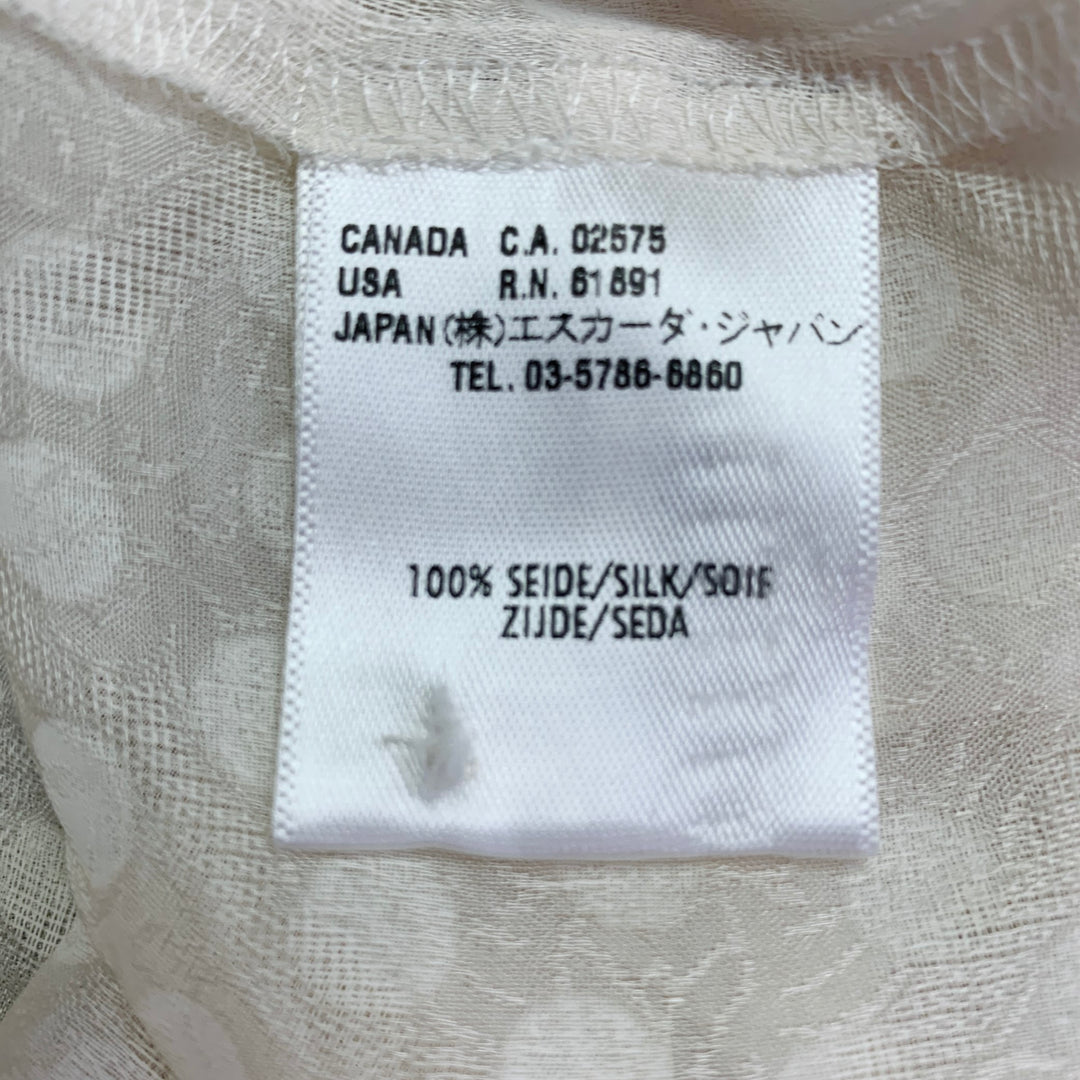 CANADA C.A. 02575
USA R.N. 61691
JAPAN (株)エスカーダ・ジャパン
TEL. 03-5786-6860
100% SEIDE/SILK/SOIE
ZIJDE/SEDA